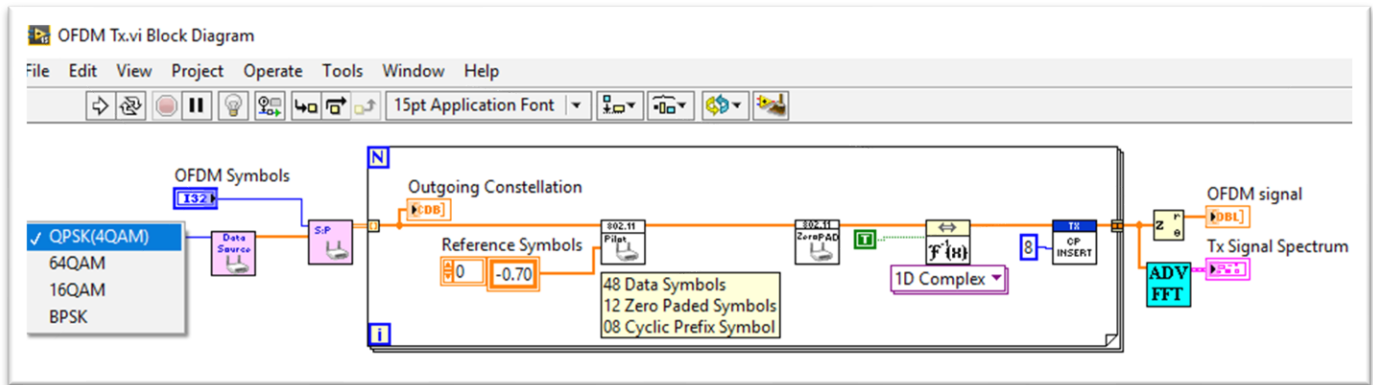 OFDM Tx.vi Block Diagram
File Edit View Project Operate Tools Window Help
15pt Application Font
N
OFDM Symbols
I32
Outgoing Constellation
[CDB]
OFDM signal
[DBL]
QPSK(4QAM)
64QAM
16QAM
BPSK
Data
Source
S:P
802.11
Pilot
802.11
ZeroPAD
TX
CP
INSERT
z r
θ
Reference Symbols
0
-0.70
T
F⁻¹{X}
8
Tx Signal Spectrum
ADV
FFT
1D Complex
48 Data Symbols
12 Zero Paded Symbols
08 Cyclic Prefix Symbol
i